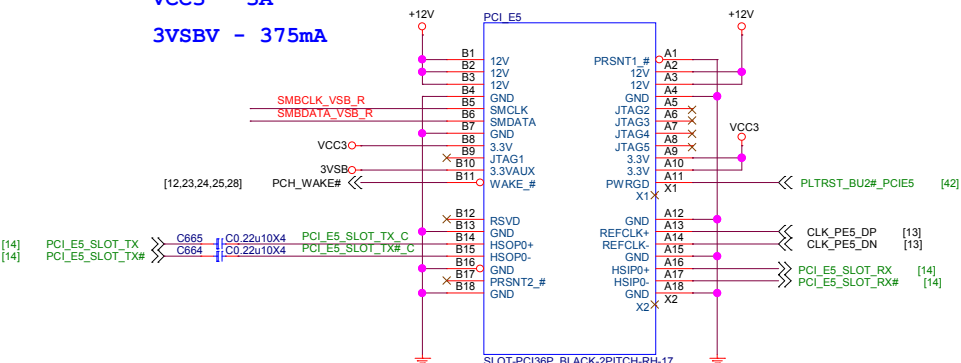 VCC3 - 3A
3VSBV - 375mA
+12V
+12V
PCI_E5
B1 12V
B2 12V
B3 12V
B4 GND
B5 SMCLK
B6 SMDATA
B7 GND
B8 3.3V
B9 JTAG1
B10 3.3VAUX
B11 WAKE_#
B12 RSVD
B13 GND
B14 HSOP0+
B15 HSOP0-
B16 GND
B17 PRSNT2_#
B18 GND
PRSNT1_# A1
12V A2
12V A3
GND A4
JTAG2 A5
JTAG3 A6
JTAG4 A7
JTAG5 A8
3.3V A9
3.3V A10
PWRGD A11
X1 X1
GND A12
REFCLK+ A13
REFCLK- A14
GND A15
HSIP0+ A16
HSIP0- A17
GND A18
X2 X2
SMBCLK_VSB_R
SMBDATA_VSB_R
VCC3
3VSB
[12,23,24,25,28] PCH_WAKE#
[14] PCI_E5_SLOT_TX C665 C0.22u10X4 PCI_E5_SLOT_TX_C
[14] PCI_E5_SLOT_TX# C664 C0.22u10X4 PCI_E5_SLOT_TX#_C
VCC3
PLTRST_BU2#_PCIE5 [42]
CLK_PE5_DP [13]
CLK_PE5_DN [13]
PCI_E5_SLOT_RX [14]
PCI_E5_SLOT_RX# [14]
SLOT-PCI36P_BLACK-2PITCH-RH-17